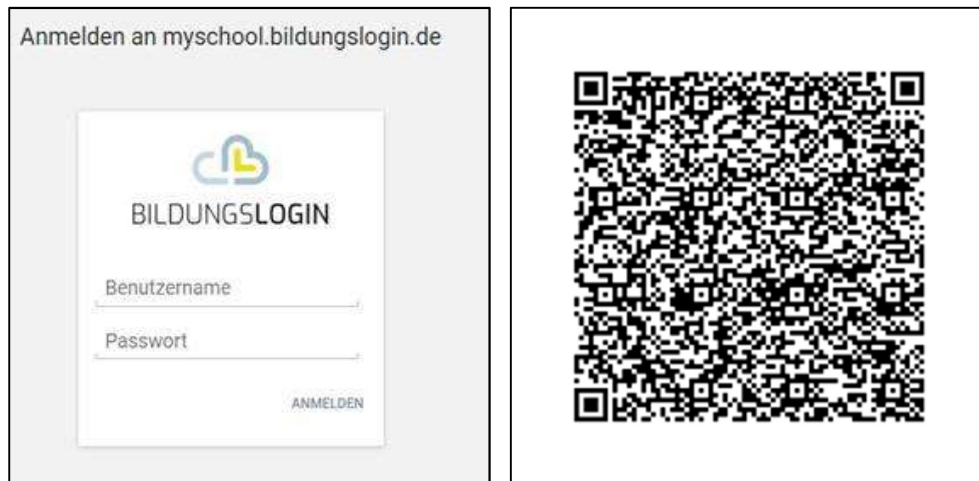 Anmelden an myschool.bildungslogin.de
BILDUNGSLOGIN
Benutzername
Passwort
ANMELDEN